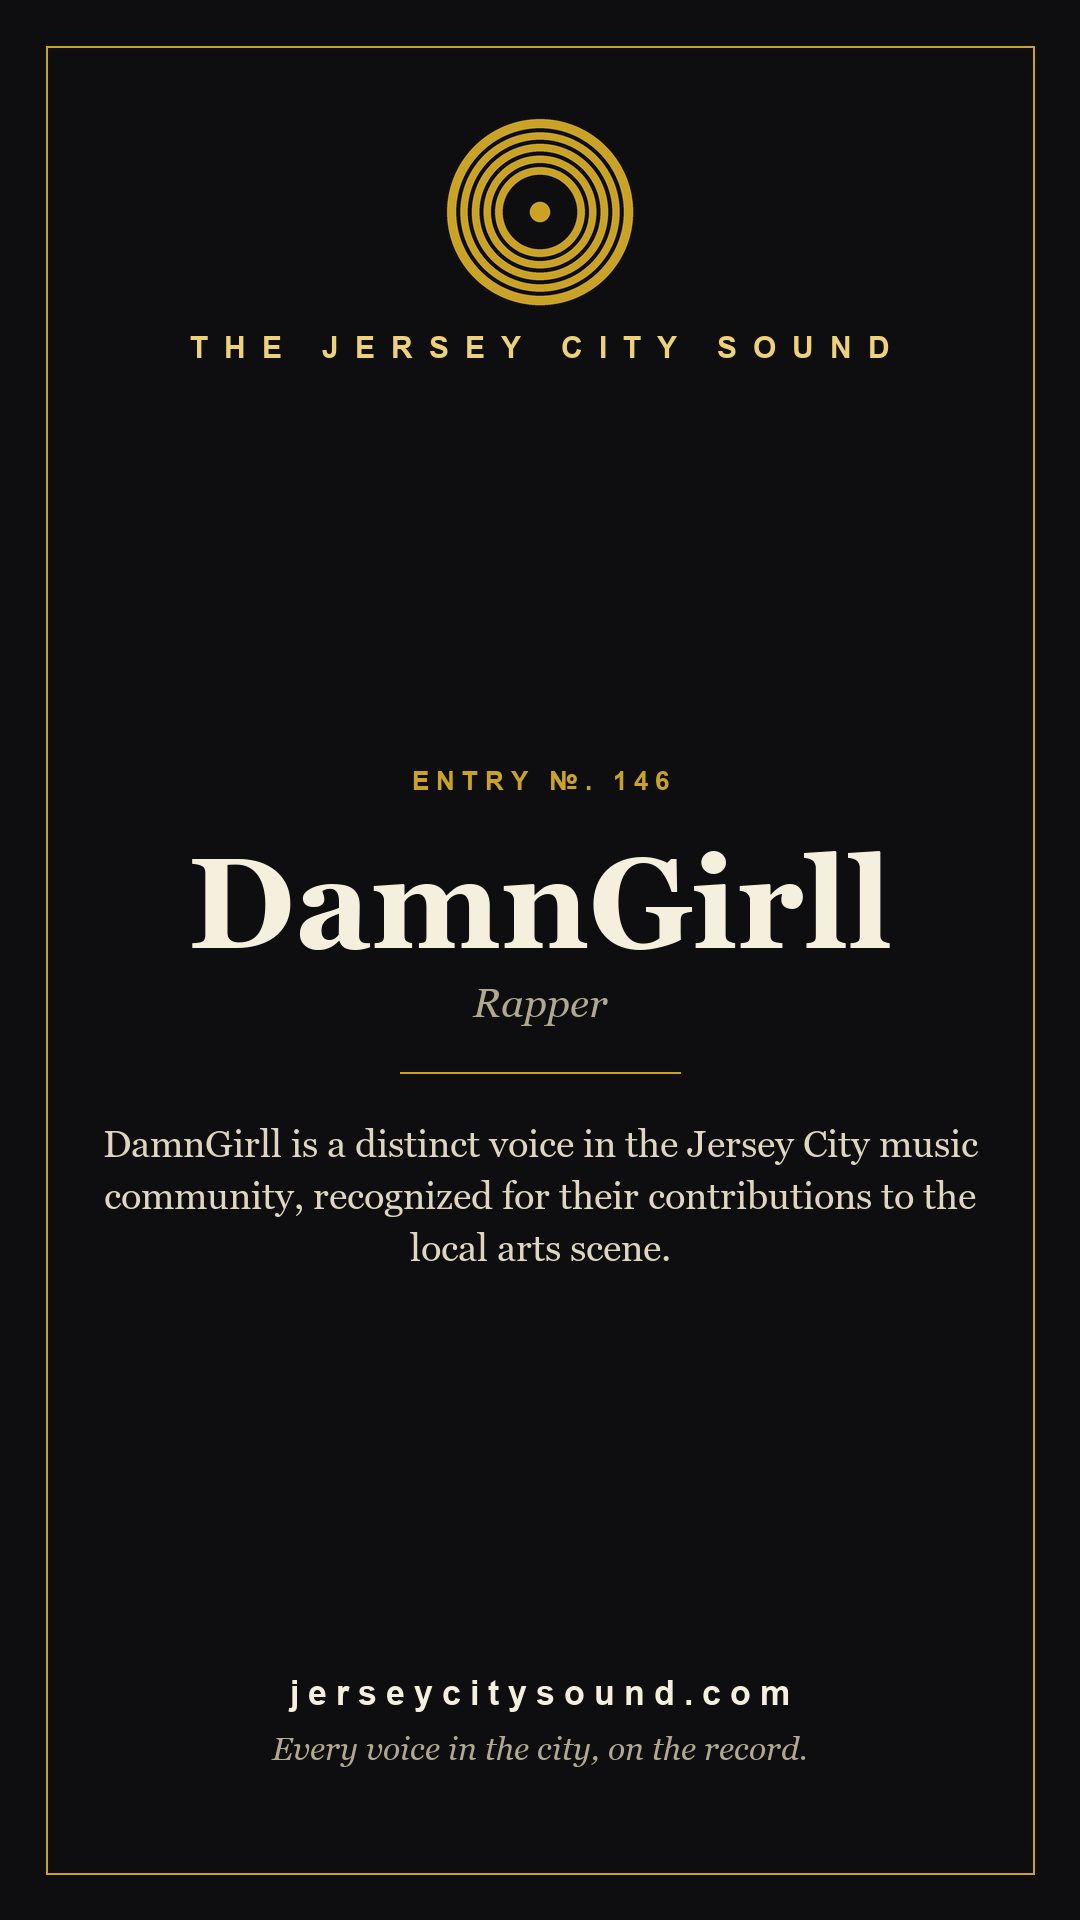 THE JERSEY CITY SOUND
ENTRY №. 146
DamnGirll
Rapper
DamnGirll is a distinct voice in the Jersey City music
community, recognized for their contributions to the
local arts scene.
jerseycitysound.com
Every voice in the city, on the record.